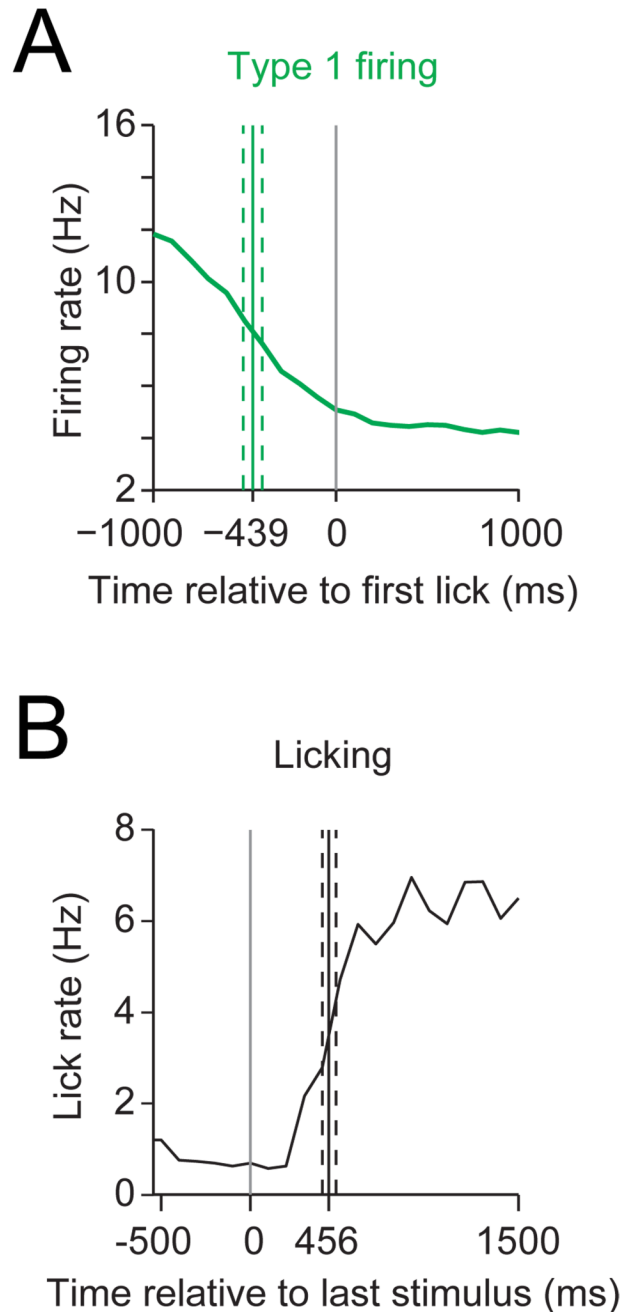 A
Type 1 firing
16
10
2
Firing rate (Hz)
−1000 −439 0 1000
Time relative to first lick (ms)
B
Licking
8
6
4
2
0
Lick rate (Hz)
-500 0 456 1500
Time relative to last stimulus (ms)